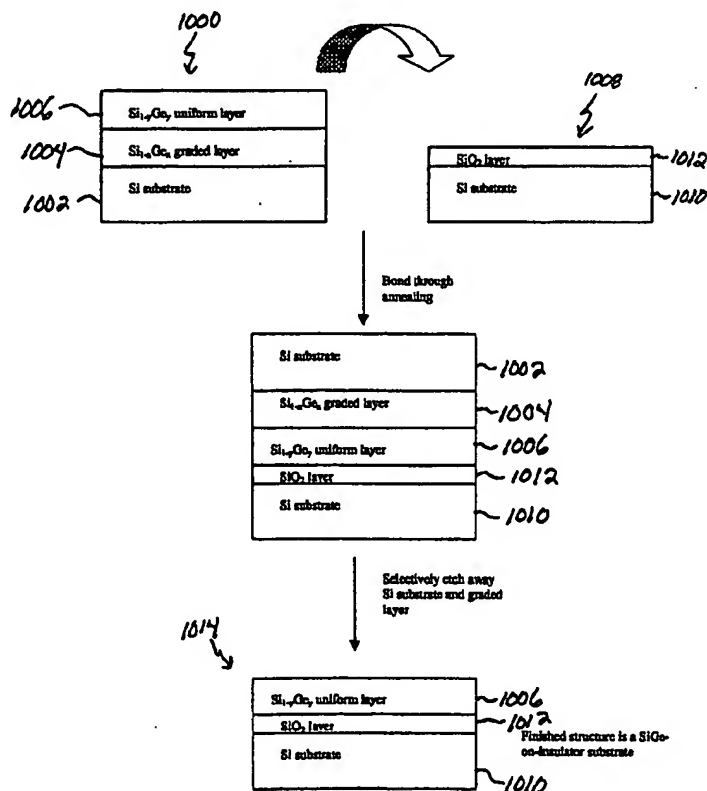 1000
1008
1006
Si₁₋yGey uniform layer
1004
Si₁₋ₓGeₓ graded layer
1002
Si substrate
SiO₂ layer
1012
Si substrate
1010
Bond through
annealing
Si substrate
1002
Si₁₋ₓGeₓ graded layer
1004
Si₁₋yGey uniform layer
1006
SiO₂ layer
1012
Si substrate
1010
Selectively etch away
Si substrate and graded
layer
1014
Si₁₋yGey uniform layer
1006
SiO₂ layer
1012
Finished structure is a SiGe-
on-insulator substrate
Si substrate
1010